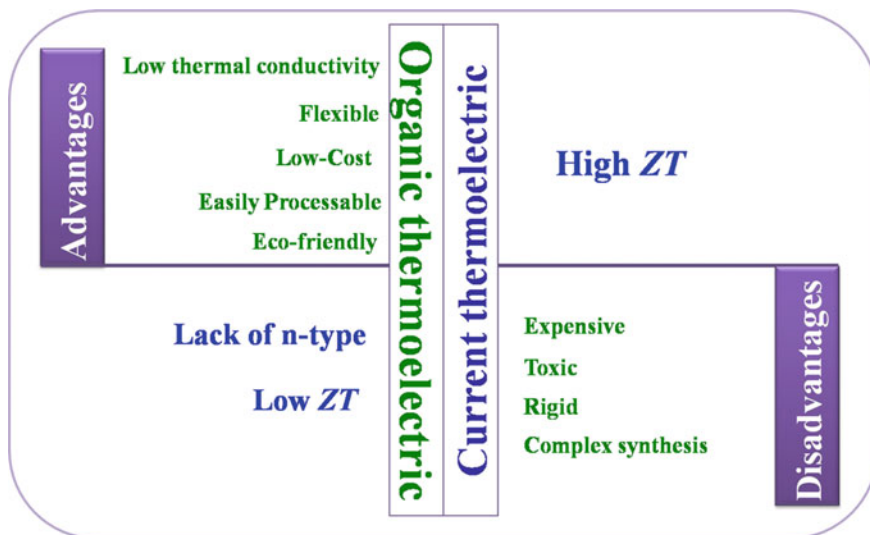 Advantages
Low thermal conductivity
Flexible
Low-Cost
Easily Processable
Eco-friendly
Organic thermoelectric
Current thermoelectric
High ZT
Lack of n-type
Low ZT
Expensive
Toxic
Rigid
Complex synthesis
Disadvantages